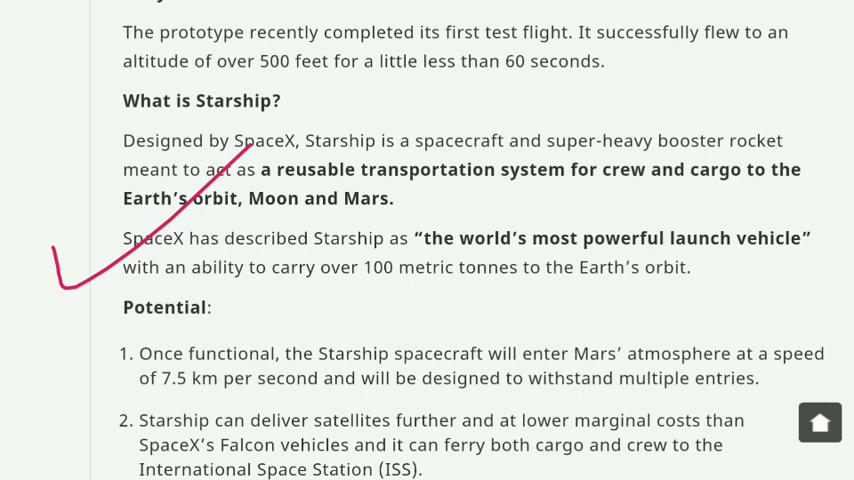 The prototype recently completed its first test flight. It successfully flew to an
altitude of over 500 feet for a little less than 60 seconds.
What is Starship?
Designed by SpaceX, Starship is a spacecraft and super-heavy booster rocket
meant to act as a reusable transportation system for crew and cargo to the
Earth’s orbit, Moon and Mars.
SpaceX has described Starship as “the world’s most powerful launch vehicle”
with an ability to carry over 100 metric tonnes to the Earth’s orbit.
Potential:
1. Once functional, the Starship spacecraft will enter Mars’ atmosphere at a speed
of 7.5 km per second and will be designed to withstand multiple entries.
2. Starship can deliver satellites further and at lower marginal costs than
SpaceX’s Falcon vehicles and it can ferry both cargo and crew to the
International Space Station (ISS).